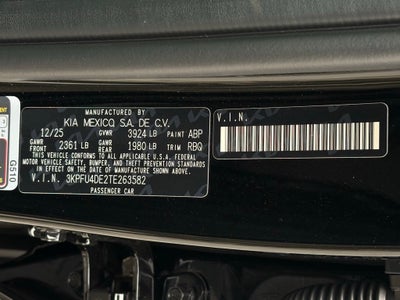 MANUFACTURED BY
KIA MEXICO, S.A. DE C.V.
12/25 GVWR 3924 LB PAINT ABP
GAWR FRONT 2361 LB GAWR REAR 1980 LB TRIM RBQ
THIS VEHICLE CONFORMS TO ALL APPLICABLE U.S. FEDERAL
MOTOR VEHICLE SAFETY, BUMPER, AND THEFT PREVENTION STANDARDS
IN EFFECT ON THE DATE OF MANUFACTURE SHOWN ABOVE.
V.I.N. 3KPFU4DE2TE263582
PASSENGER CAR
V.I.N.
G510